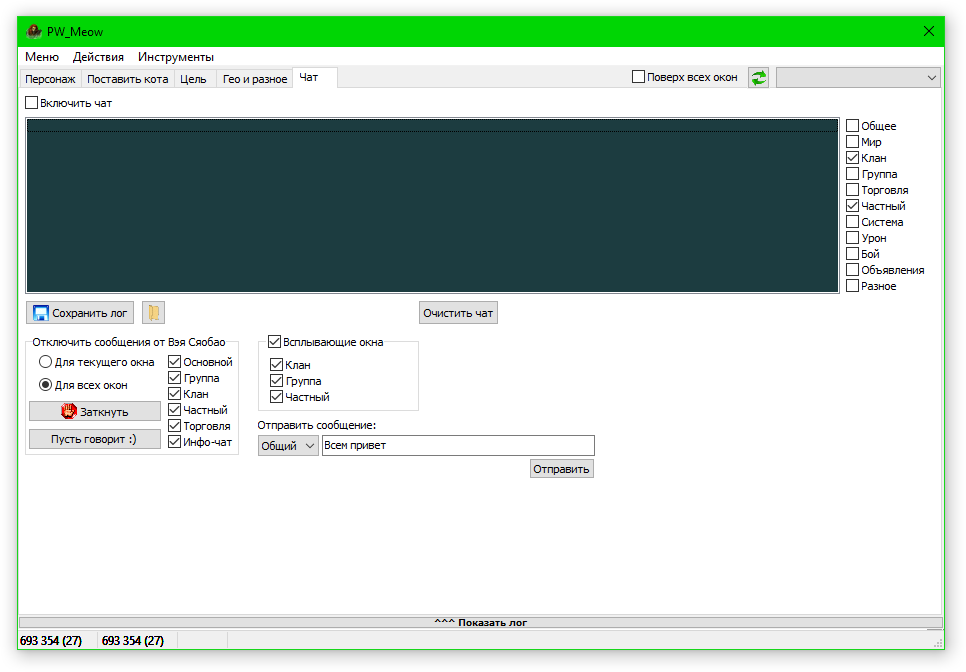 PW_Meow
Меню Действия Инструменты
Персонаж Поставить кота Цель Гео и разное Чат Поверх всех окон
Включить чат
Общее
Мир
Клан
Группа
Торговля
Частный
Система
Урон
Бой
Объявления
Разное
Сохранить лог Очистить чат
Отключить сообщения от Вэя Сяобао
Для текущего окна
Для всех окон
Заткнуть
Пусть говорит :)
Основной
Группа
Клан
Частный
Торговля
Инфо-чат
Всплывающие окна
Клан
Группа
Частный
Отправить сообщение:
Общий Всем привет
Отправить
^^^ Показать лог
693 354 (27) 693 354 (27)